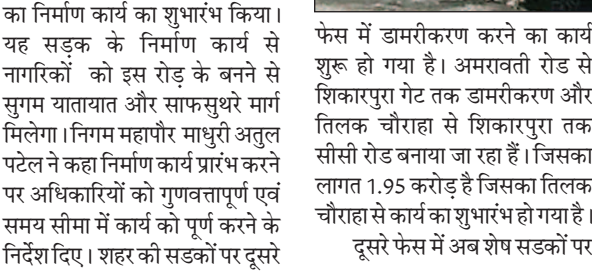 का निर्माण कार्य का शुभारंभ किया।
यह सड़क के निर्माण कार्य से
नागरिकों को इस रोड़ के बनने से
सुगम यातायात और साफसुथरे मार्ग
मिलेगा।निगम महापौर माधुरी अतुल
पटेल ने कहा निर्माण कार्य प्रारंभ करने
पर अधिकारियों को गुणवत्तापूर्ण एवं
समय सीमा में कार्य को पूर्ण करने के
निर्देश दिए। शहर की सडकों पर दूसरे
फेस में डामरीकरण करने का कार्य
शुरू हो गया है। अमरावती रोड से
शिकारपुरा गेट तक डामरीकरण और
तिलक चौराहा से शिकारपुरा तक
सीसी रोड बनाया जा रहा हैं। जिसका
लागत 1.95 करोड़ है जिसका तिलक
चौराहा से कार्य का शुभारंभ हो गया है।
दूसरे फेस में अब शेष सडकों पर